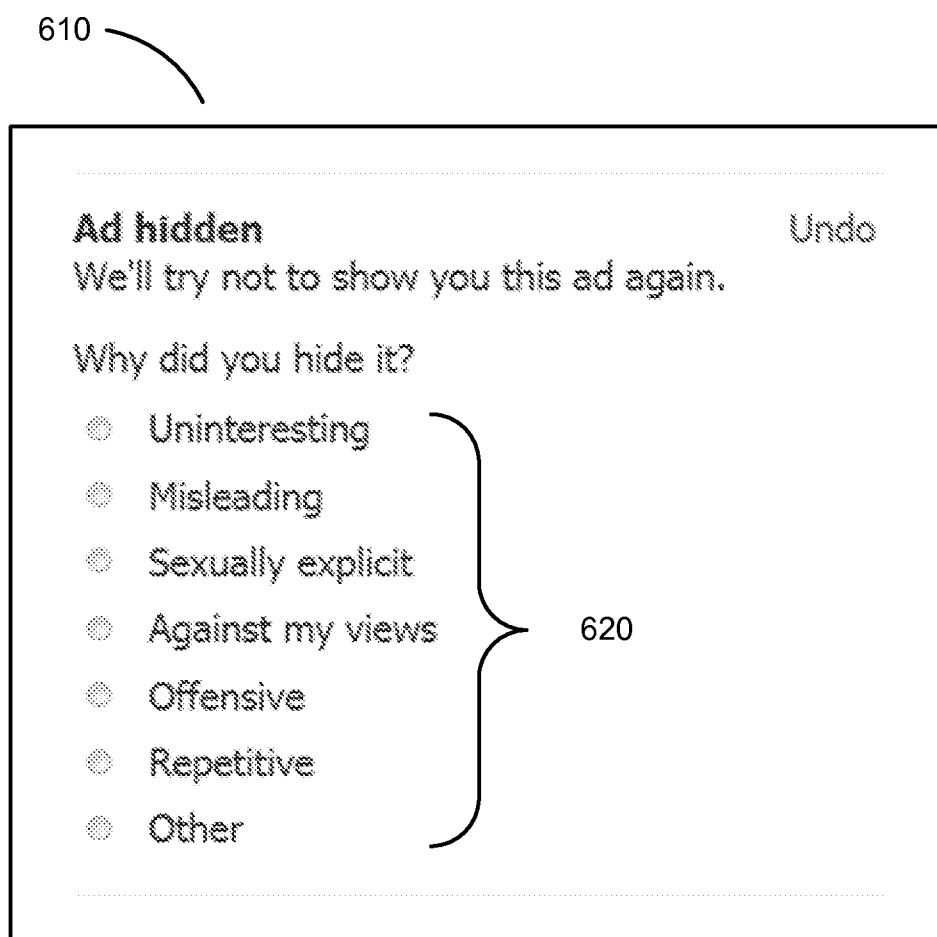 610
Ad hidden Undo
We'll try not to show you this ad again.
Why did you hide it?
Uninteresting
Misleading
Sexually explicit
Against my views
620
Offensive
Repetitive
Other